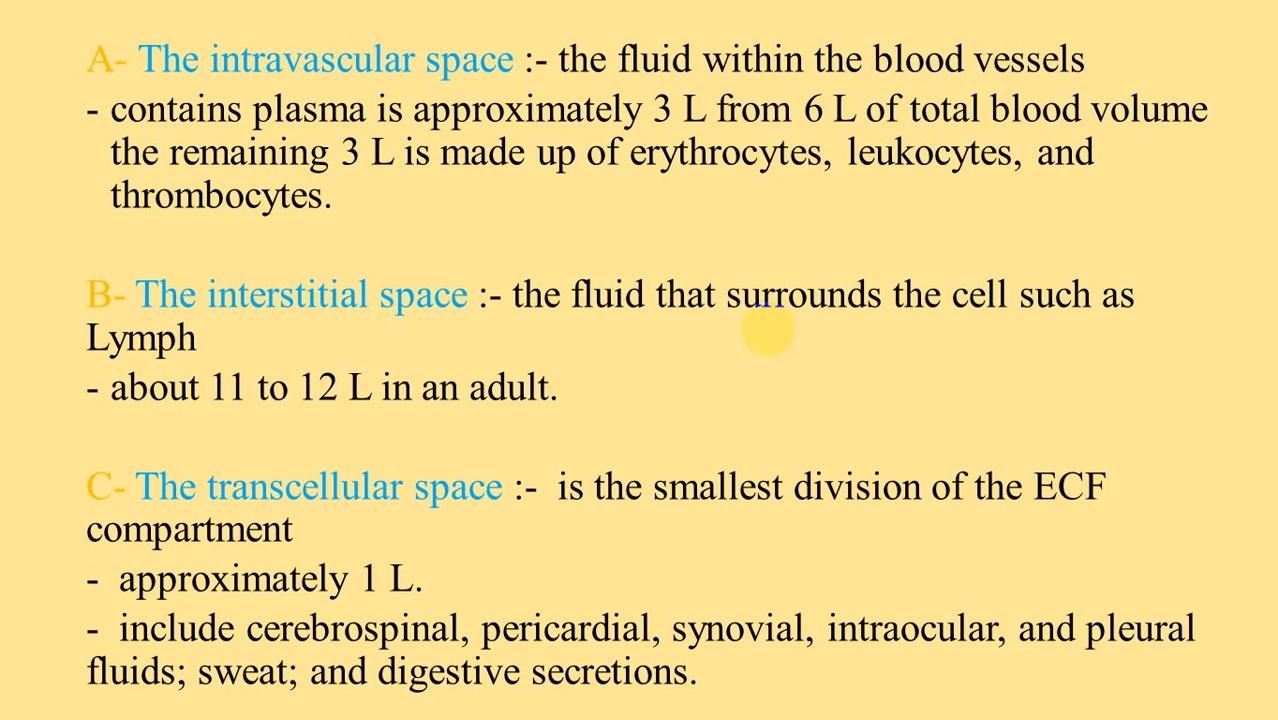 A- The intravascular space :- the fluid within the blood vessels
- contains plasma is approximately 3 L from 6 L of total blood volume
the remaining 3 L is made up of erythrocytes, leukocytes, and
thrombocytes.
B- The interstitial space :- the fluid that surrounds the cell such as
Lymph
- about 11 to 12 L in an adult.
C- The transcellular space :- is the smallest division of the ECF
compartment
- approximately 1 L.
- include cerebrospinal, pericardial, synovial, intraocular, and pleural
fluids; sweat; and digestive secretions.